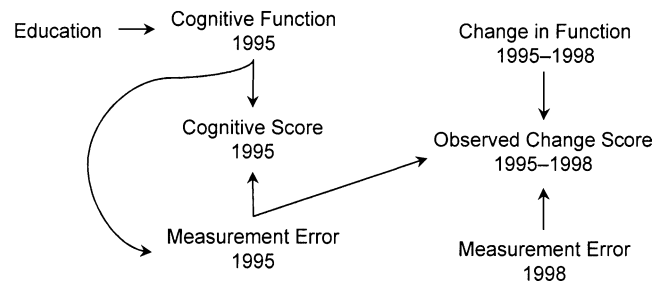 Education
Cognitive Function
1995
Change in Function
1995–1998
Cognitive Score
1995
Observed Change Score
1995–1998
Measurement Error
1995
Measurement Error
1998